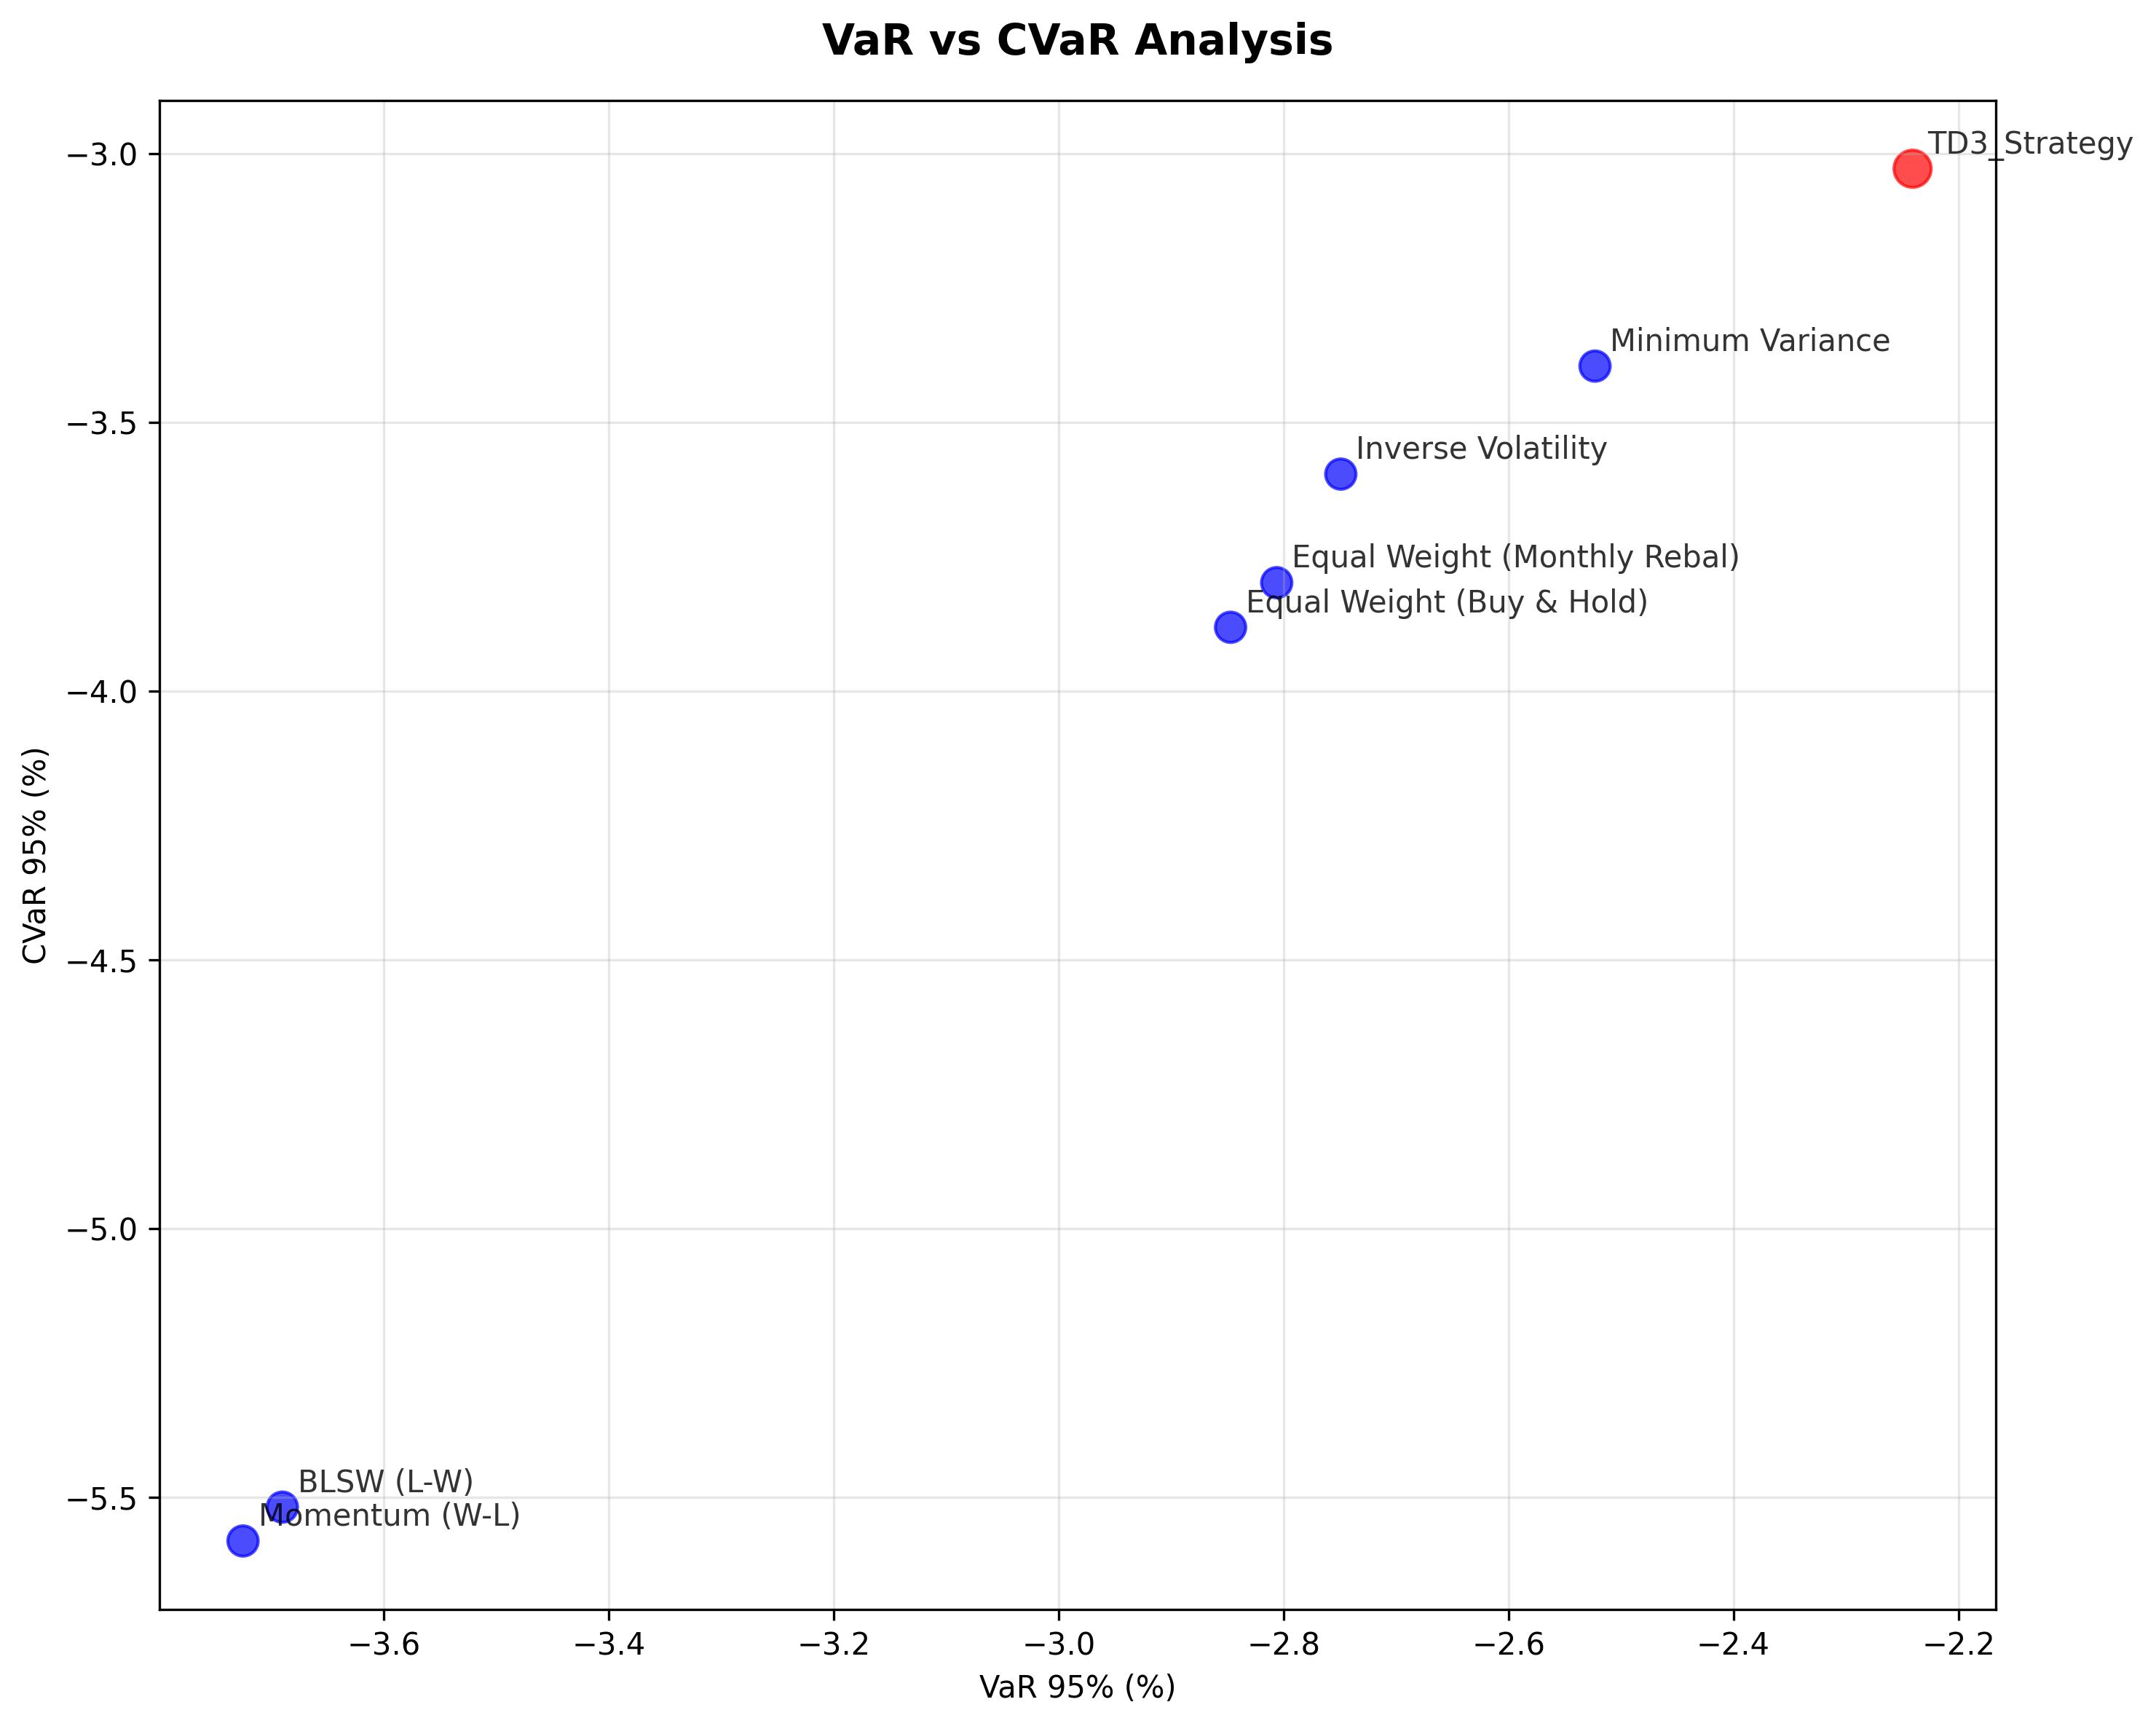 VaR vs CVaR Analysis
TD3_Strategy
Minimum Variance
Inverse Volatility
Equal Weight (Monthly Rebal)
Equal Weight (Buy & Hold)
BLSW (L-W)
Momentum (W-L)
CVaR 95% (%)
−3.0
−3.5
−4.0
−4.5
−5.0
−5.5
−3.6 −3.4 −3.2 −3.0 −2.8 −2.6 −2.4 −2.2
VaR 95% (%)